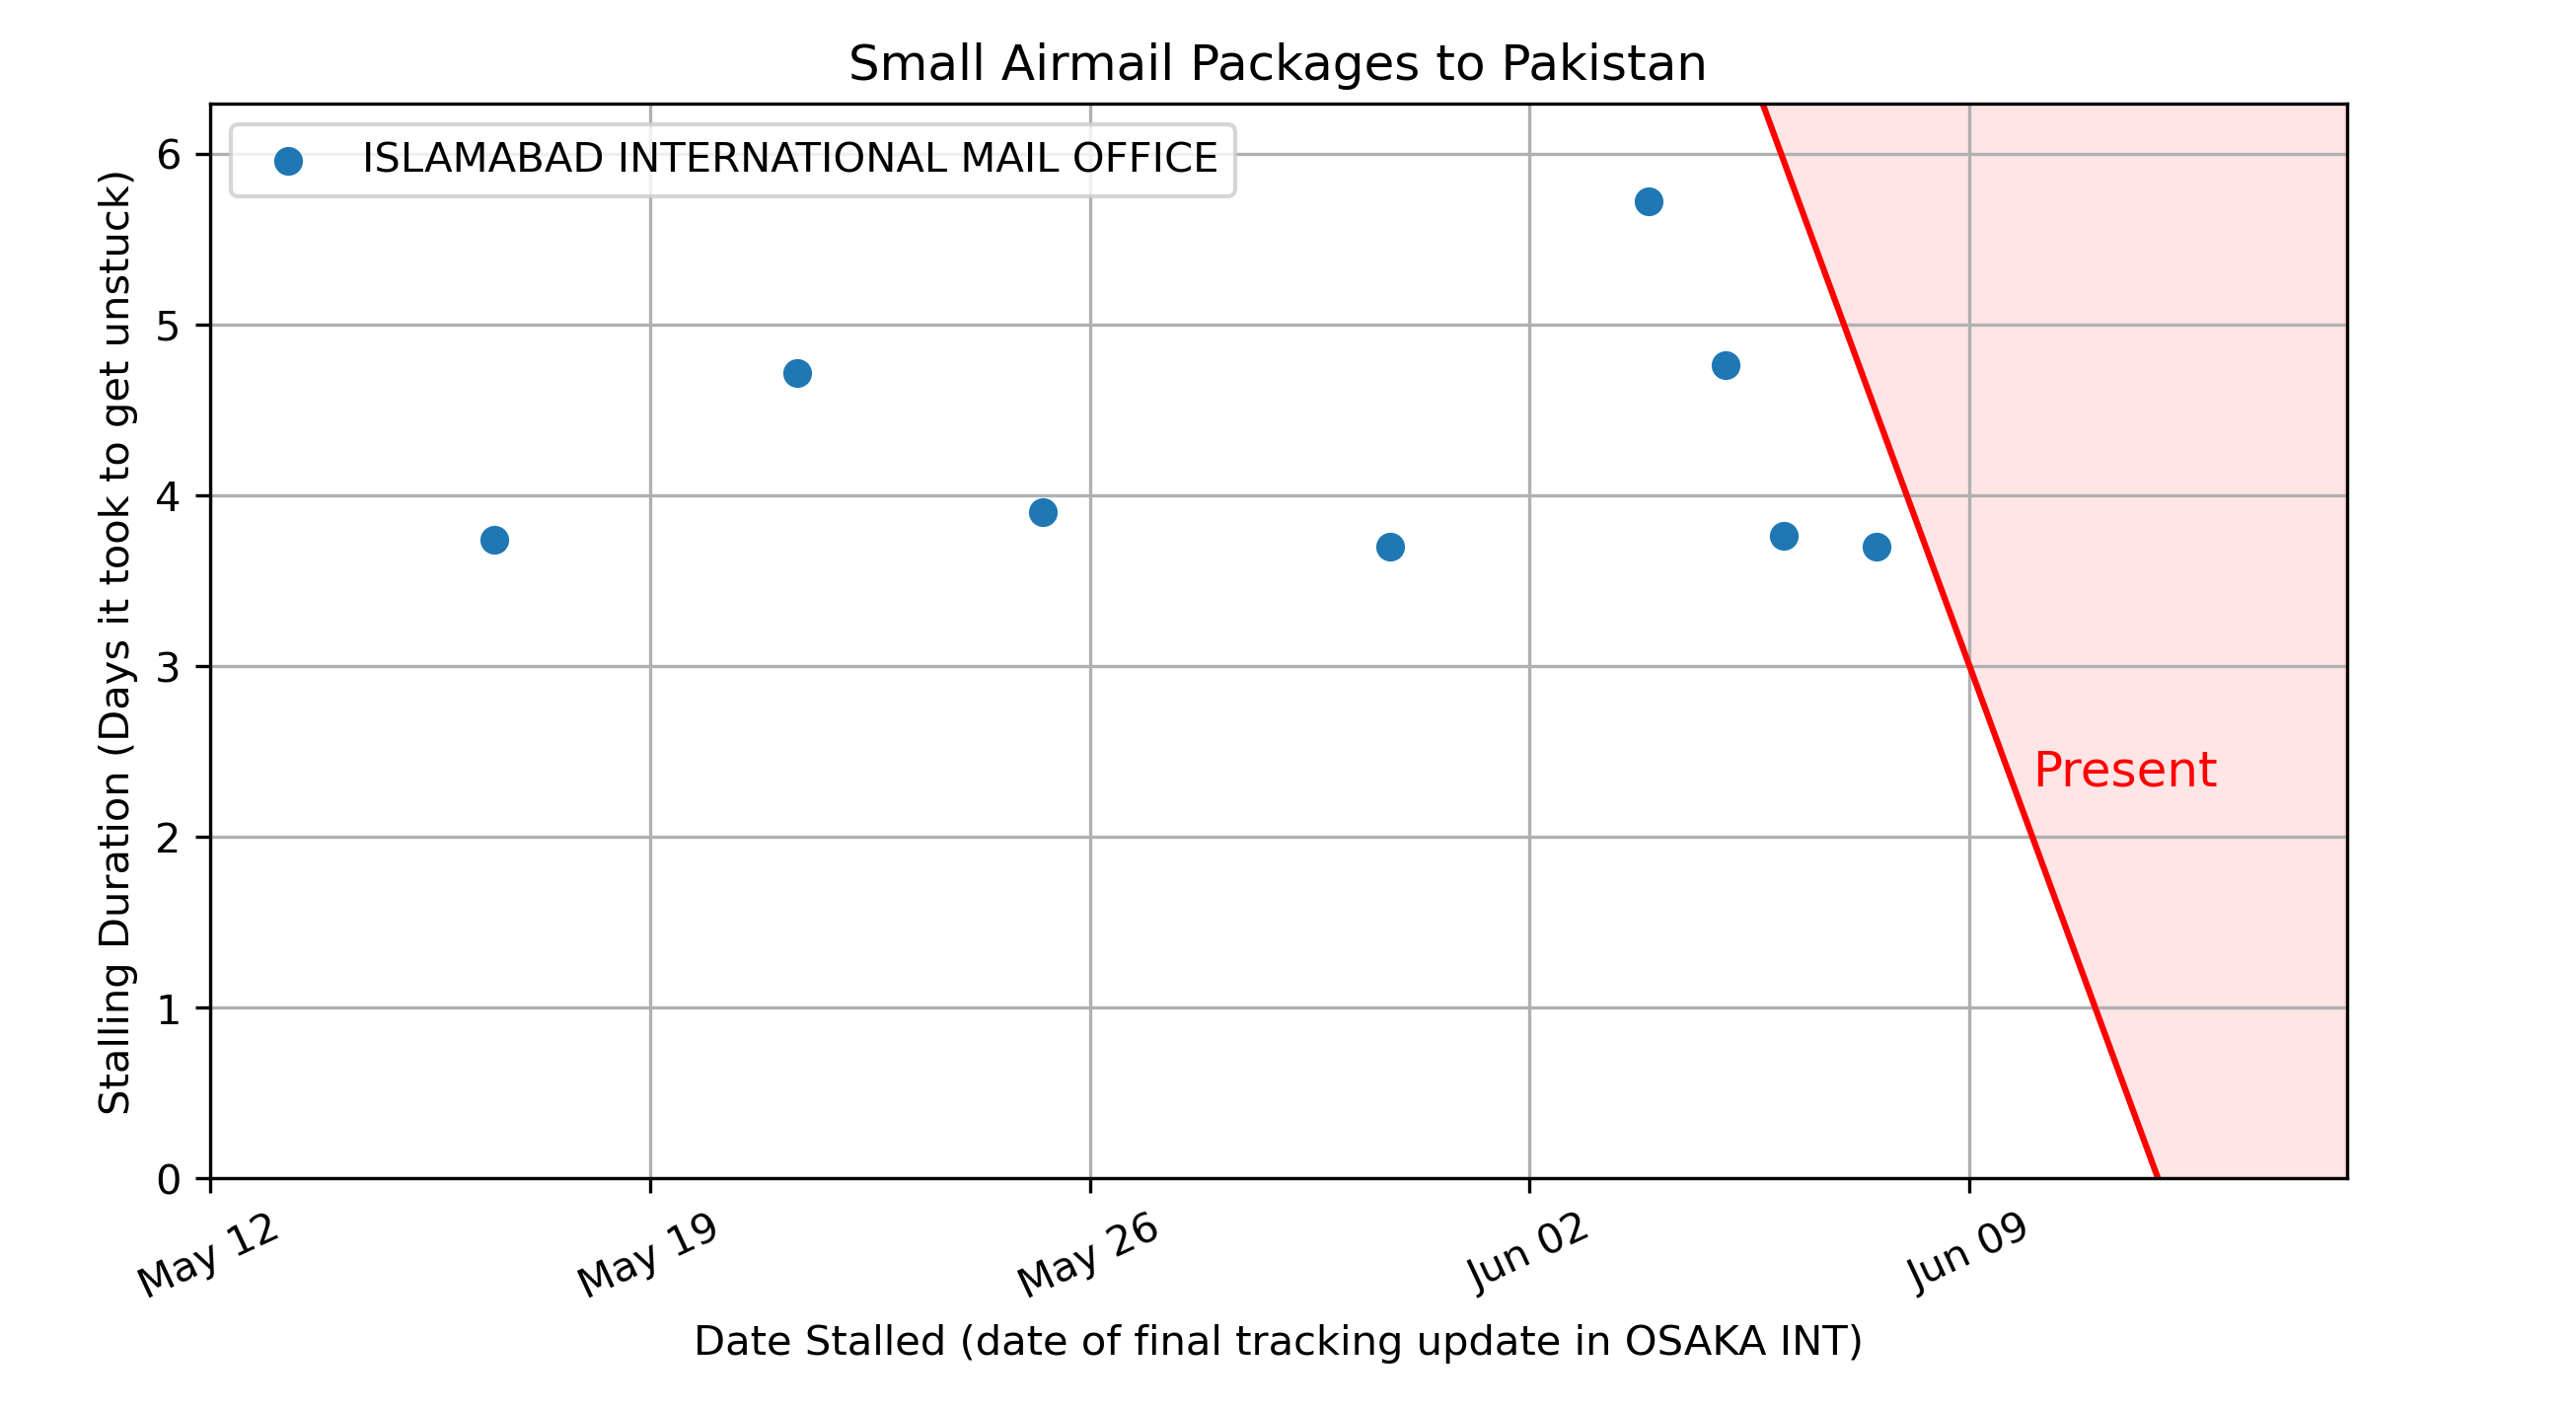 Small Airmail Packages to Pakistan
ISLAMABAD INTERNATIONAL MAIL OFFICE
Stalling Duration (Days it took to get unstuck)
6
5
4
3
2
1
0
Present
May 12
May 19
May 26
Jun 02
Jun 09
Date Stalled (date of final tracking update in OSAKA INT)